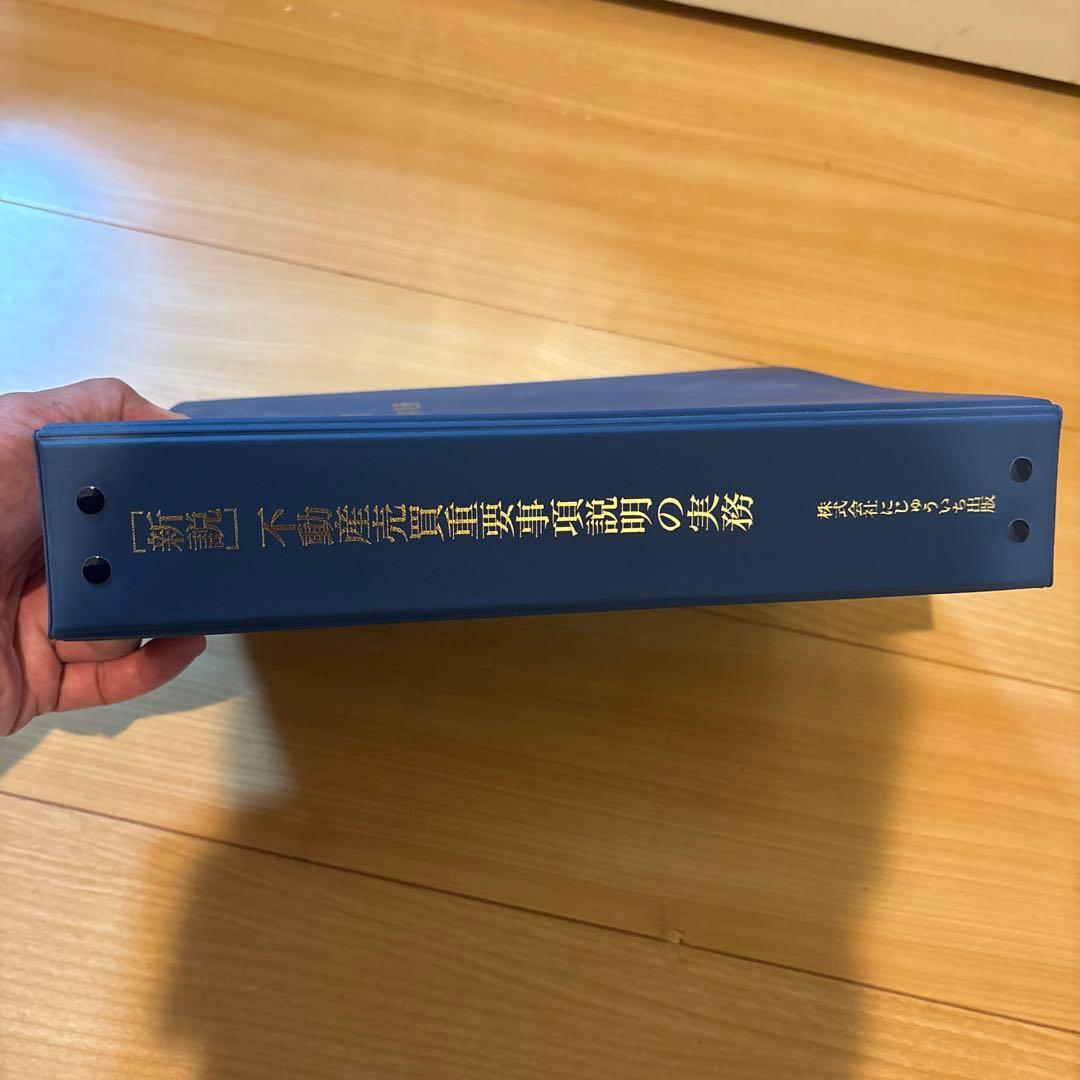 [新説] 不動産売買重要事項説明の実務
株式会社にじゅういち出版